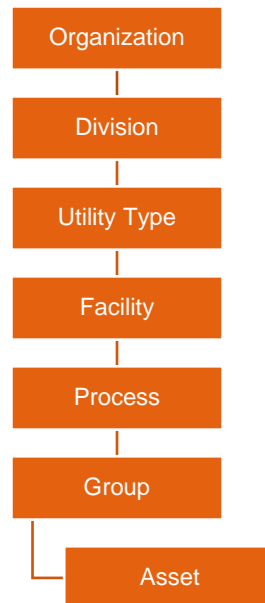 Organization
Division
Utility Type
Facility
Process
Group
Asset